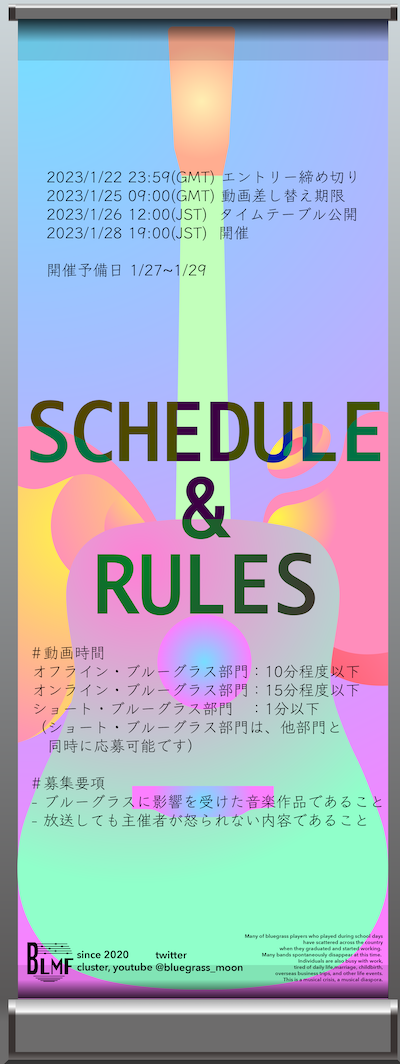 2023/1/22 23:59(GMT) エントリー締め切り
2023/1/25 09:00(GMT) 動画差し替え期限
2023/1/26 12:00(JST) タイムテーブル公開
2023/1/28 19:00(JST) 開催
開催予備日 1/27~1/29
SCHEDULE
&
RULES
#動画時間
オフライン・ブルーグラス部門：10分程度以下
オンライン・ブルーグラス部門：15分程度以下
ショート・ブルーグラス部門　：1分以下
（ショート・ブルーグラス部門は、他部門と
同時に応募可能です）
#募集要項
- ブルーグラスに影響を受けた音楽作品であること
- 放送しても主催者が怒られない内容であること
Many of bluegrass players who played during school days
have scattered across the country
when they graduated and started working.
Many bands spontaneously disappear at this time.
Individuals are also busy with work,
tired of daily life marriage, childbirth,
overseas business trips, and other life events.
This is a musical crisis, a musical diaspora.
BLMF
since 2020 twitter
cluster, youtube @bluegrass_moon